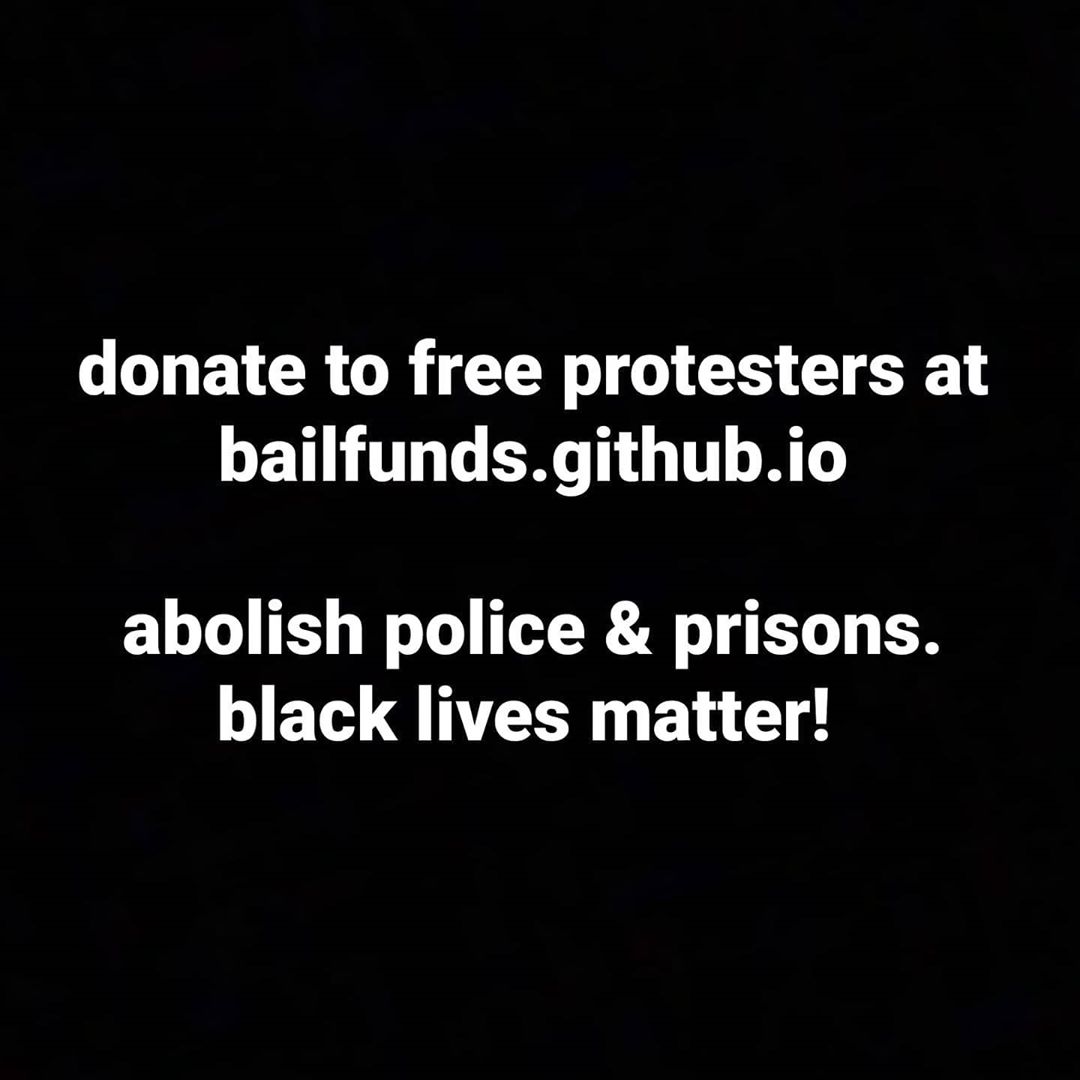 donate to free protesters at
bailfunds.github.io
abolish police & prisons.
black lives matter!